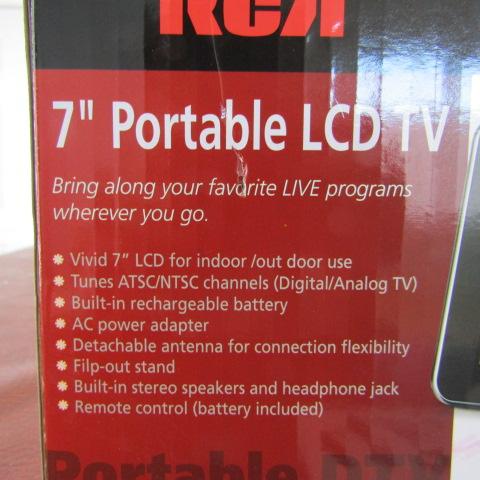 RCA
7" Portable LCD TV
Bring along your favorite LIVE programs
wherever you go.
* Vivid 7" LCD for indoor /out door use
* Tunes ATSC/NTSC channels (Digital/Analog TV)
* Built-in rechargeable battery
* AC power adapter
* Detachable antenna for connection flexibility
* Filp-out stand
* Built-in stereo speakers and headphone jack
* Remote control (battery included)
Portable DTV